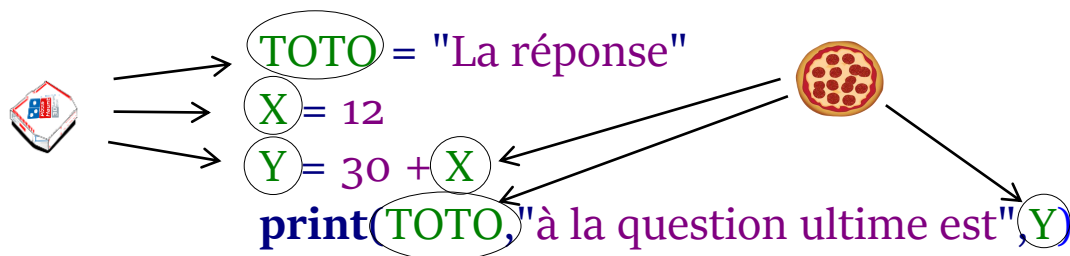 TOTO = "La réponse"
X = 12
Y = 30 + X
print(TOTO,"à la question ultime est",Y)